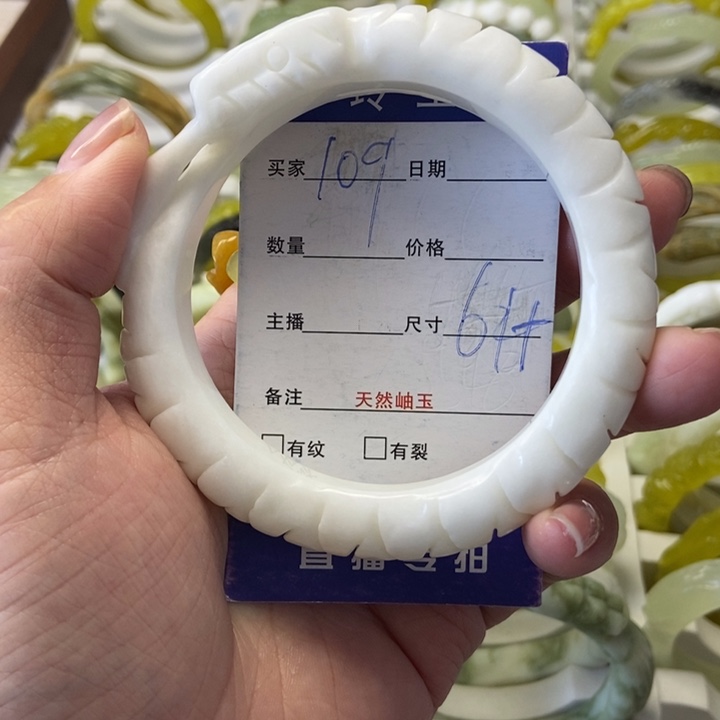 买家 109 日期
数量 价格
主播 尺寸
备注 天然岫玉
有纹 有裂
直播专拍